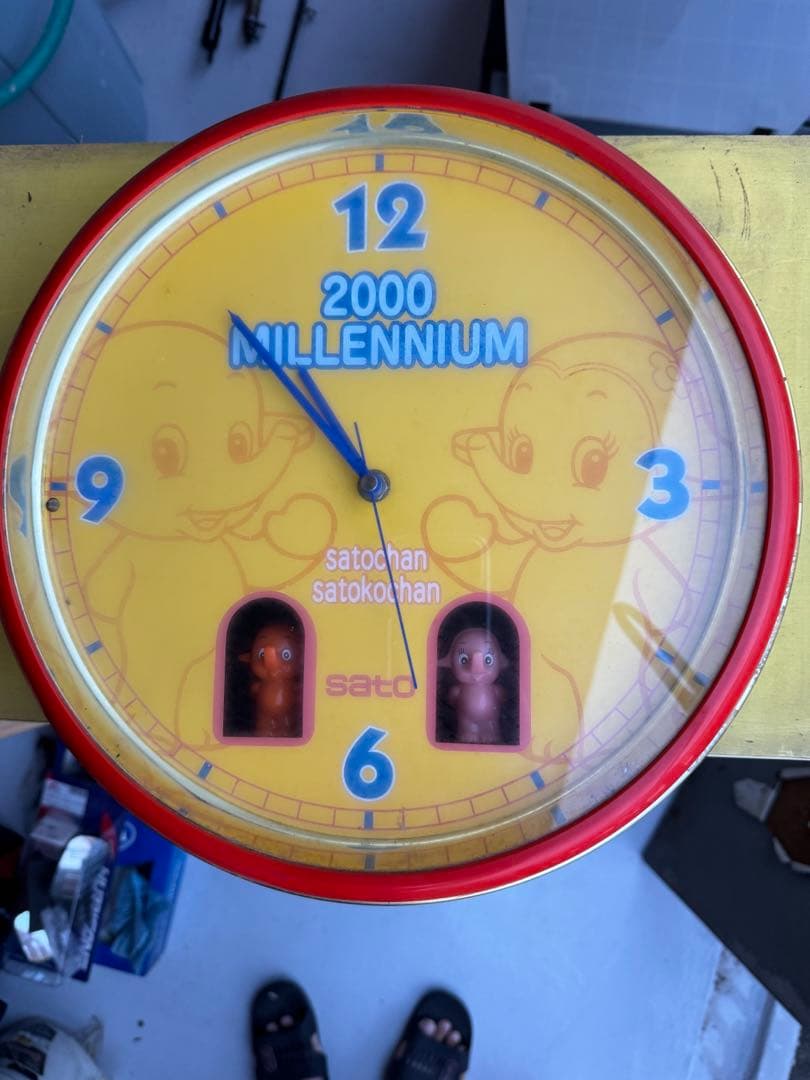 12
2000
MILLENNIUM
9
3
satochan
satokochan
sato
6